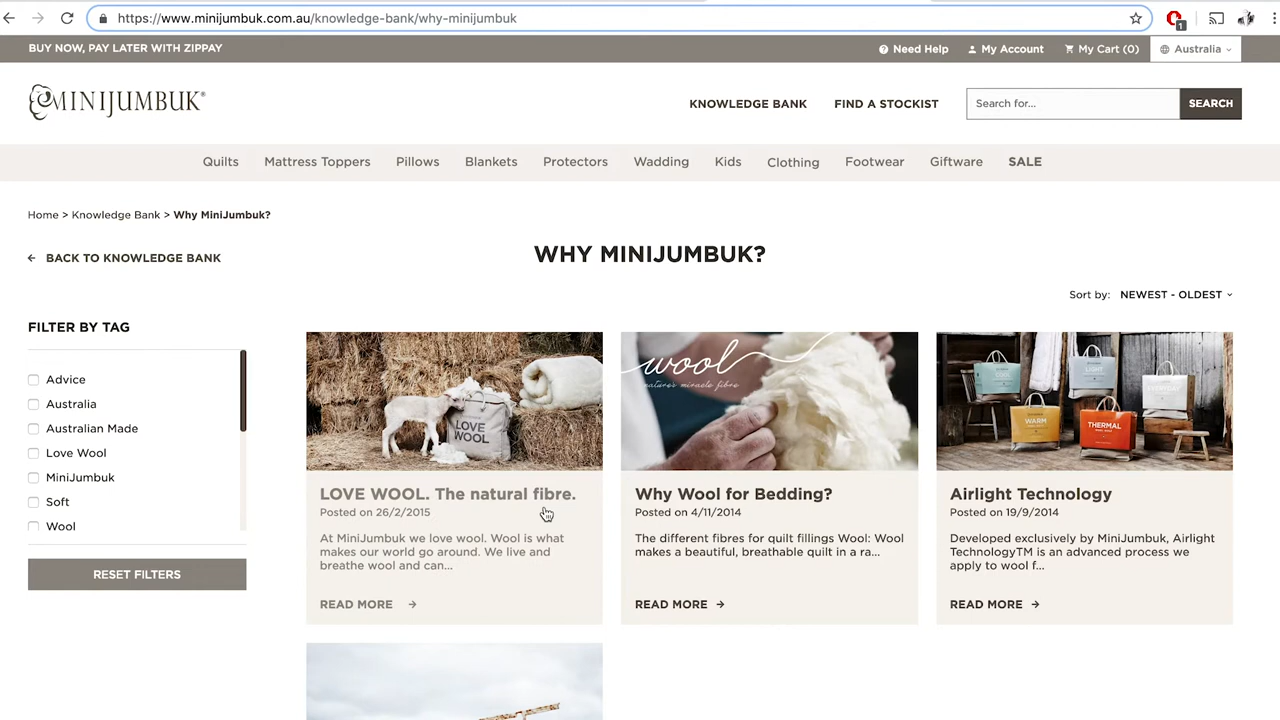 https://www.minijumbuk.com.au/knowledge-bank/why-minijumbuk
1
BUY NOW, PAY LATER WITH ZIPPAY
Need Help
My Account
My Cart (0)
Australia
MINIJUMBUK®
KNOWLEDGE BANK
FIND A STOCKIST
Search for...
SEARCH
Quilts
Mattress Toppers
Pillows
Blankets
Protectors
Wadding
Kids
Clothing
Footwear
Giftware
SALE
Home > Knowledge Bank > Why MiniJumbuk?
← BACK TO KNOWLEDGE BANK
WHY MINIJUMBUK?
Sort by: NEWEST - OLDEST
FILTER BY TAG
Advice
Australia
Australian Made
Love Wool
MiniJumbuk
Soft
Wool
RESET FILTERS
LOVE
WOOL
LOVE WOOL. The natural fibre.
Posted on 26/2/2015
At MiniJumbuk we love wool. Wool is what
makes our world go around. We live and
breathe wool and can...
READ MORE →
wool
nature's miracle fibre
Why Wool for Bedding?
Posted on 4/11/2014
The different fibres for quilt fillings Wool: Wool
makes a beautiful, breathable quilt in a ra...
READ MORE →
COOL
LIGHT
WARM
THERMAL
Airlight Technology
Posted on 19/9/2014
Developed exclusively by MiniJumbuk, Airlight
TechnologyTM is an advanced process we
apply to wool f...
READ MORE →